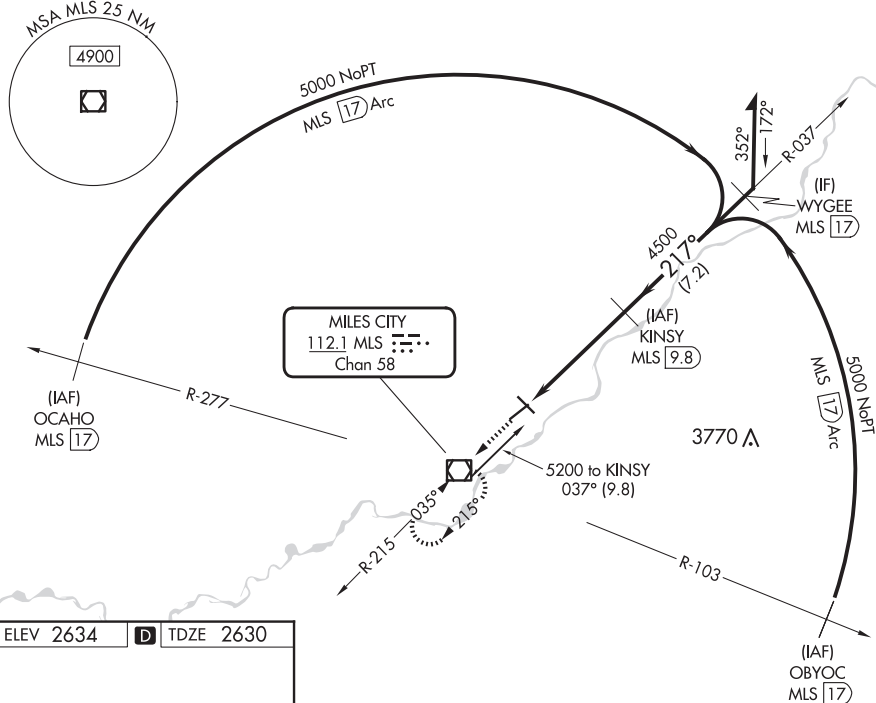 MSA MLS 25 NM
4900
5000 NoPT
MLS 17 Arc
352°
172°
R-037
(IF)
WYGEE
MLS 17
4500
217°
(7.2)
(IAF)
KINSY
MLS 9.8
MILES CITY
112.1 MLS
Chan 58
(IAF)
OCAHO
MLS 17
R-277
5000 NoPT
MLS 17 Arc
3770
5200 to KINSY
037° (9.8)
035°
215°
R-215
R-103
(IAF)
OBYOC
MLS 17
ELEV 2634 D TDZE 2630